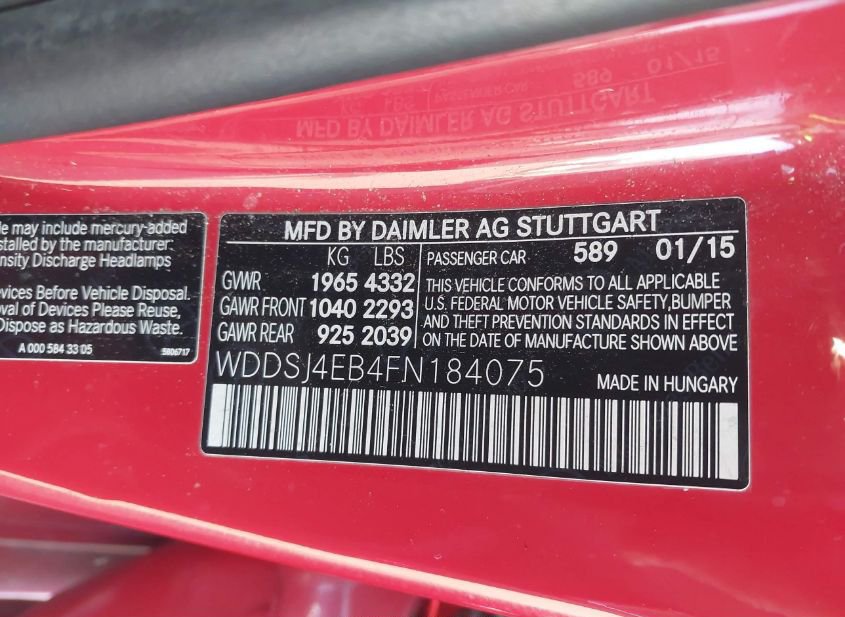 le may include mercury-added
stalled by the manufacturer:
nsity Discharge Headlamps
evices Before Vehicle Disposal.
oval of Devices Please Reuse,
Dispose as Hazardous Waste.
A 000 584 33 05
5806717
MFD BY DAIMLER AG STUTTGART
KG LBS
GVWR 1965 4332
GAWR FRONT 1040 2293
GAWR REAR 925 2039
PASSENGER CAR 589 01/15
THIS VEHICLE CONFORMS TO ALL APPLICABLE
U.S. FEDERAL MOTOR VEHICLE SAFETY,BUMPER
AND THEFT PREVENTION STANDARDS IN EFFECT
ON THE DATE OF MANUFACTURE SHOWN ABOVE
WDDSJ4EB4FN184075
MADE IN HUNGARY